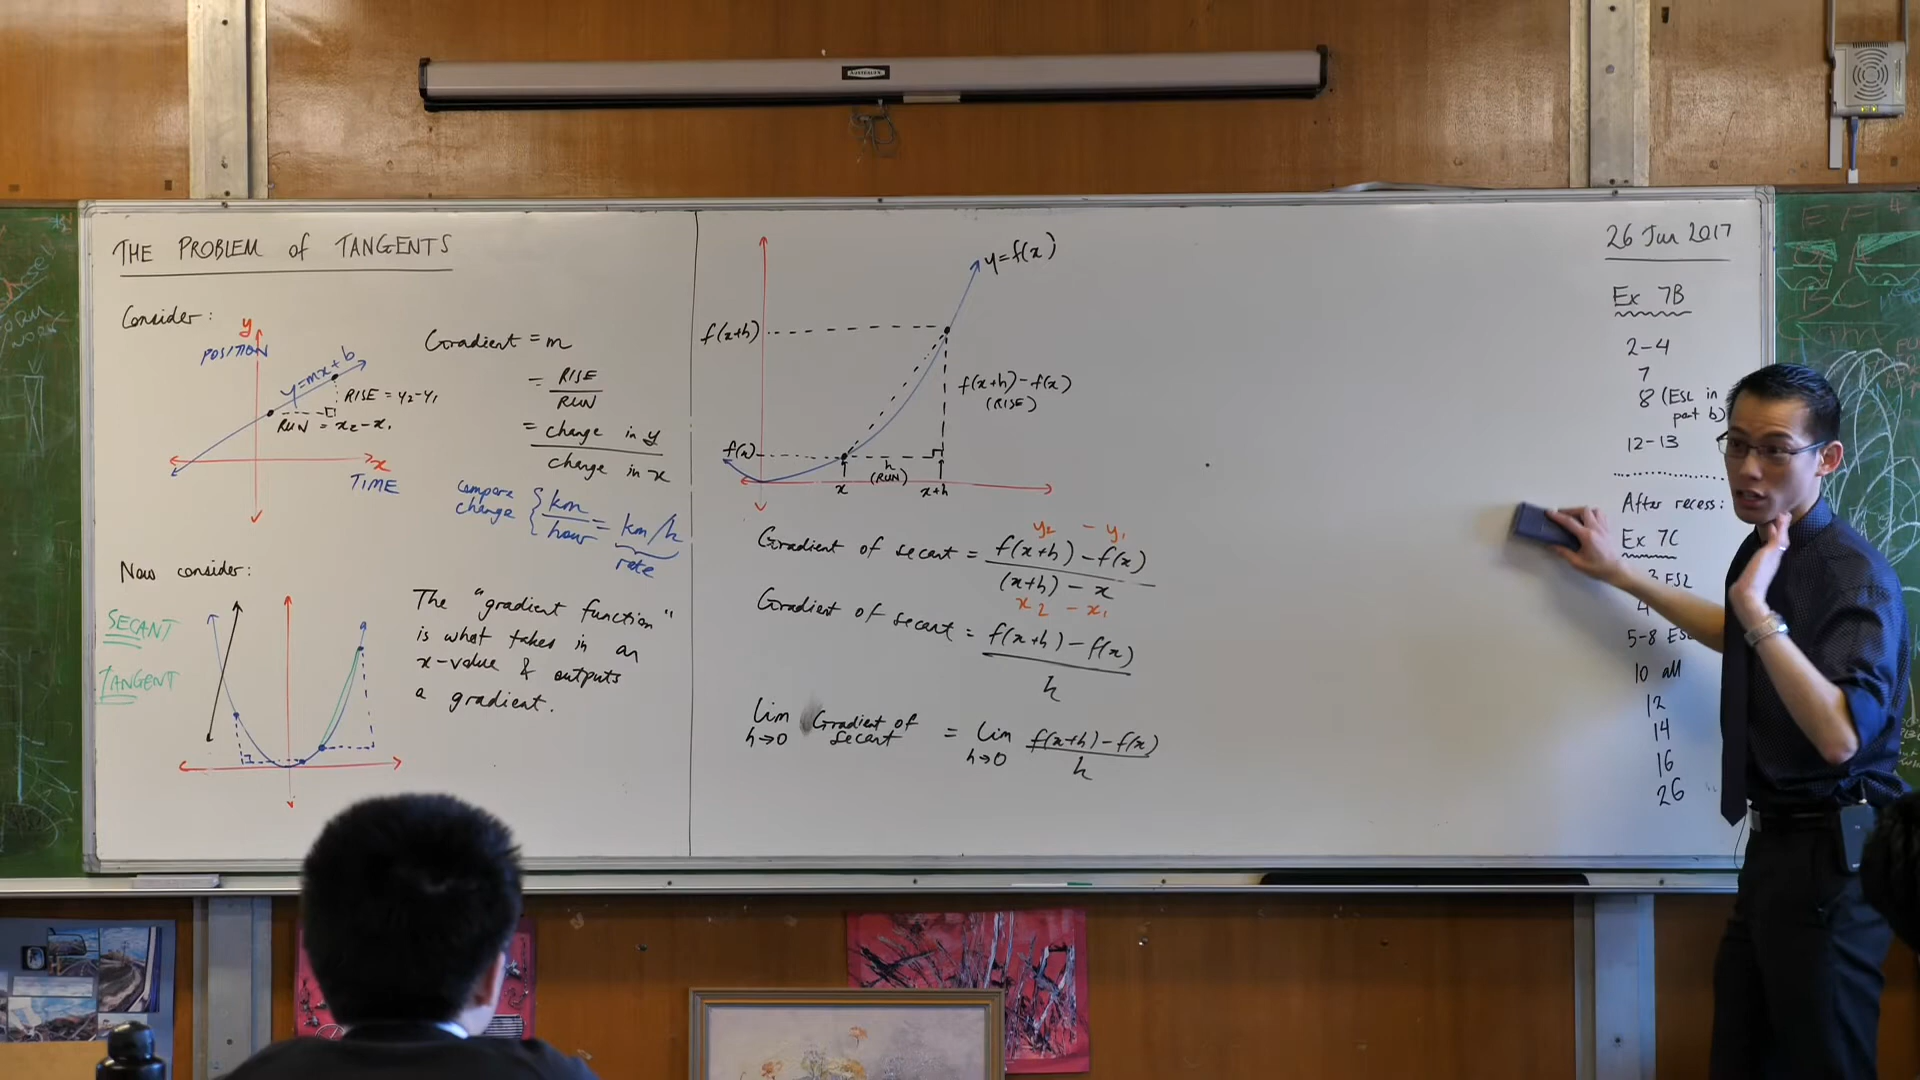 AUSTRALEX
THE PROBLEM of TANGENTS
Consider:
y
POSITION
y=mx+b
RISE = y₂-y₁
RUN = x₂-x₁
x
TIME
Gradient = m
= RISE
RUN
= change in y
change in x
compare
change
{ km
hour
= km/h
rate
Now consider:
SECANT
TANGENT
The "gradient function"
is what takes in an
x-value & outputs
a gradient.
y=f(x)
f(x+h)
f(x+h)-f(x)
(RISE)
f(x)
h
(RUN)
x
x+h
y₂ - y₁
Gradient of secant = f(x+h)-f(x)
(x+h) - x
x₂ - x₁
Gradient of secant = f(x+h)-f(x)
h
lim
h→0
Gradient of
secant
= lim
h→0
f(x+h)-f(x)
h
26 Jun 2017
Ex 7B
2-4
7
8 (ESL in
part b)
12-13
After recess:
Ex 7C
3 ESL
4
5-8 ESL
10 all
12
14
16
26